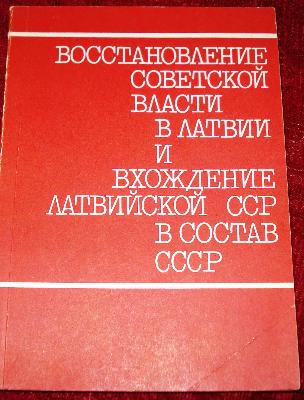 ВОССТАНОВЛЕНИЕ
СОВЕТСКОЙ
ВЛАСТИ
В ЛАТВИИ
И
ВХОЖДЕНИЕ
ЛАТВИЙСКОЙ ССР
В СОСТАВ
СССР